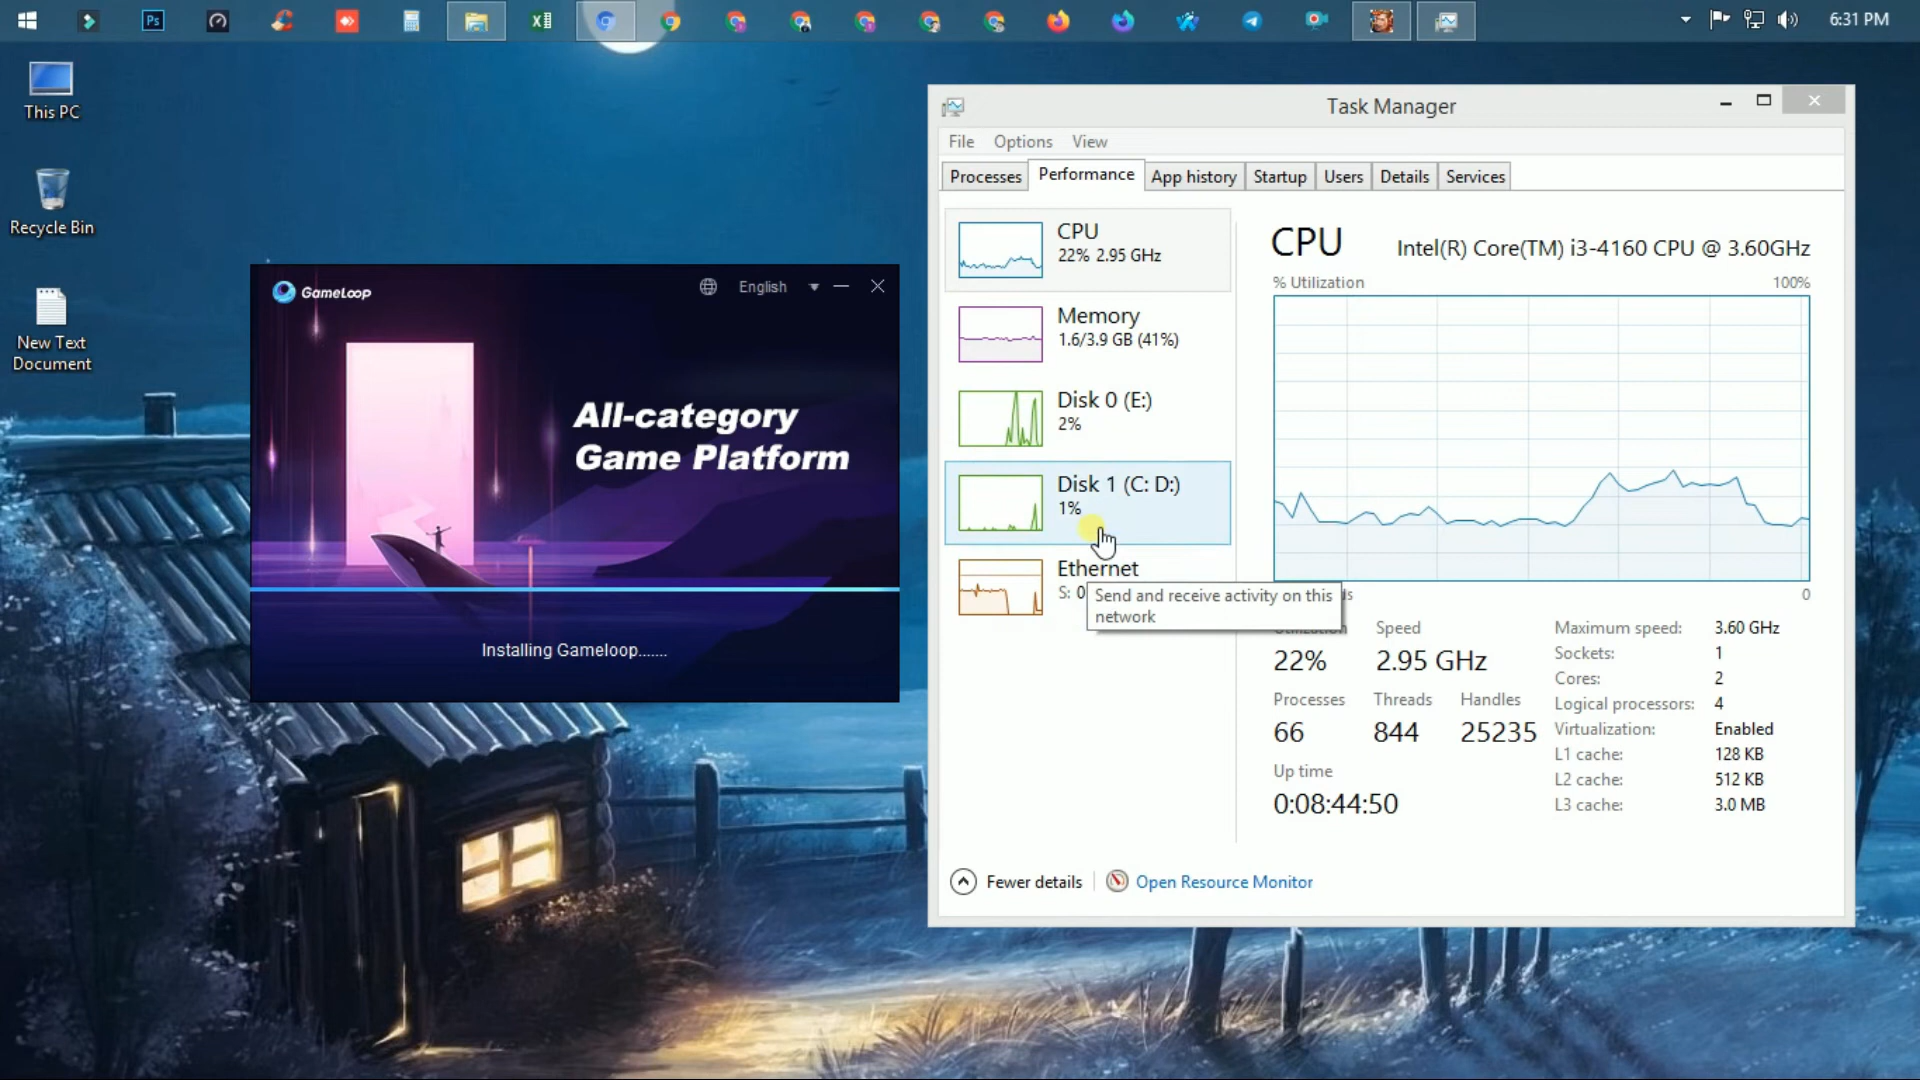 Ps
6:31 PM
This PC
Recycle Bin
New Text
Document
GameLoop
English
All-category
Game Platform
Installing Gameloop.......
Task Manager
File Options View
Processes Performance App history Startup Users Details Services
CPU
22% 2.95 GHz
Memory
1.6/3.9 GB (41%)
Disk 0 (E:)
2%
Disk 1 (C: D:)
1%
Ethernet
S: 0
Send and receive activity on this
network
CPU Intel(R) Core(TM) i3-4160 CPU @ 3.60GHz
% Utilization 100%
0
Utilization Speed
22% 2.95 GHz
Processes Threads Handles
66 844 25235
Up time
0:08:44:50
Maximum speed: 3.60 GHz
Sockets: 1
Cores: 2
Logical processors: 4
Virtualization: Enabled
L1 cache: 128 KB
L2 cache: 512 KB
L3 cache: 3.0 MB
Fewer details Open Resource Monitor